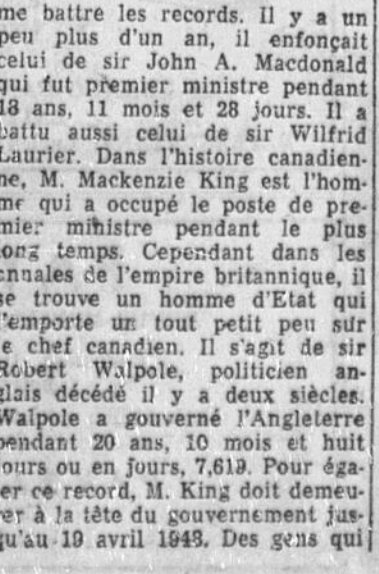 me battre les records. Il y a un
peu plus d'un an, il enfonçait
celui de sir John A. Macdonald
qui fut premier ministre pendant
18 ans, 11 mois et 28 jours. Il a
battu aussi celui de sir Wilfrid
Laurier. Dans l'histoire canadien-
ne, M. Mackenzie King est l'hom-
me qui a occupé le poste de pre-
mier ministre pendant le plus
long temps. Cependant dans les
annales de l'empire britannique, il
se trouve un homme d'Etat qui
l'emporte un tout petit peu sur
le chef canadien. Il s'agit de sir
Robert Walpole, politicien an-
glais décédé il y a deux siècles.
Walpole a gouverné l'Angleterre
pendant 20 ans, 10 mois et huit
jours ou en jours, 7,619. Pour éga-
ler ce record, M. King doit demeu-
rer à la tête du gouvernement jus-
qu'au 19 avril 1948. Des gens qui